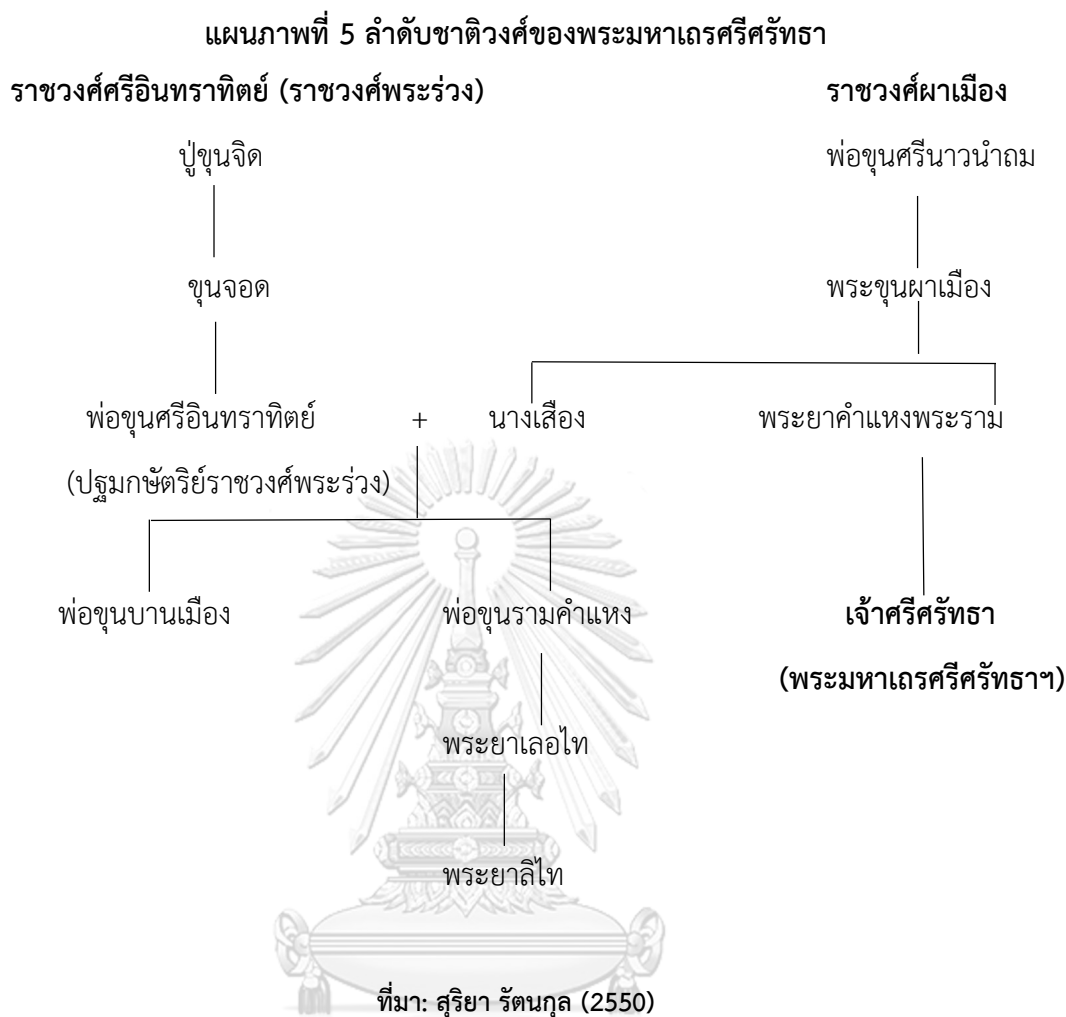 แผนภาพที่ 5 ลำดับชาติวงศ์ของพระมหาเถรศรีศรัทธา
ราชวงศ์ศรีอินทราทิตย์ (ราชวงศ์พระร่วง) ราชวงศ์ผาเมือง
ปู่ขุนจิด พ่อขุนศรีนาวนำถม
ขุนจอด พระขุนผาเมือง
พ่อขุนศรีอินทราทิตย์ + นางเสือง พระยาคำแหงพระราม
(ปฐมกษัตริย์ราชวงศ์พระร่วง)
พ่อขุนบานเมือง พ่อขุนรามคำแหง เจ้าศรีศรัทธา
(พระมหาเถรศรีศรัทธาฯ)
พระยาเลอไท
พระยาลิไท
ที่มา: สุริยา รัตนกุล (2550)